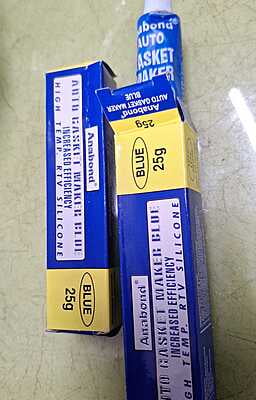 Anabond
AUTO
GASKET
MAKER
Anabond
AUTO GASKET MAKER
BLUE
25g
BLUE
25g
Anabond®
AUTO GASKET MAKER BLUE
INCREASED EFFICIENCY
HIGH TEMP. RTV SILICONE
Anabond®
AUTO GASKET MAKER BLUE
INCREASED EFFICIENCY
HIGH TEMP. RTV SILICONE
BLUE
25g